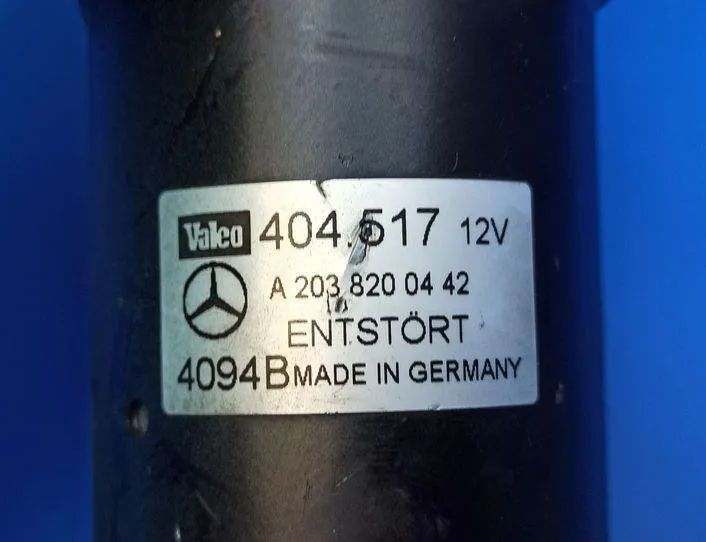 Valeo 404.517 12V
A 203 820 04 42
ENTSTÖRT
4094B MADE IN GERMANY